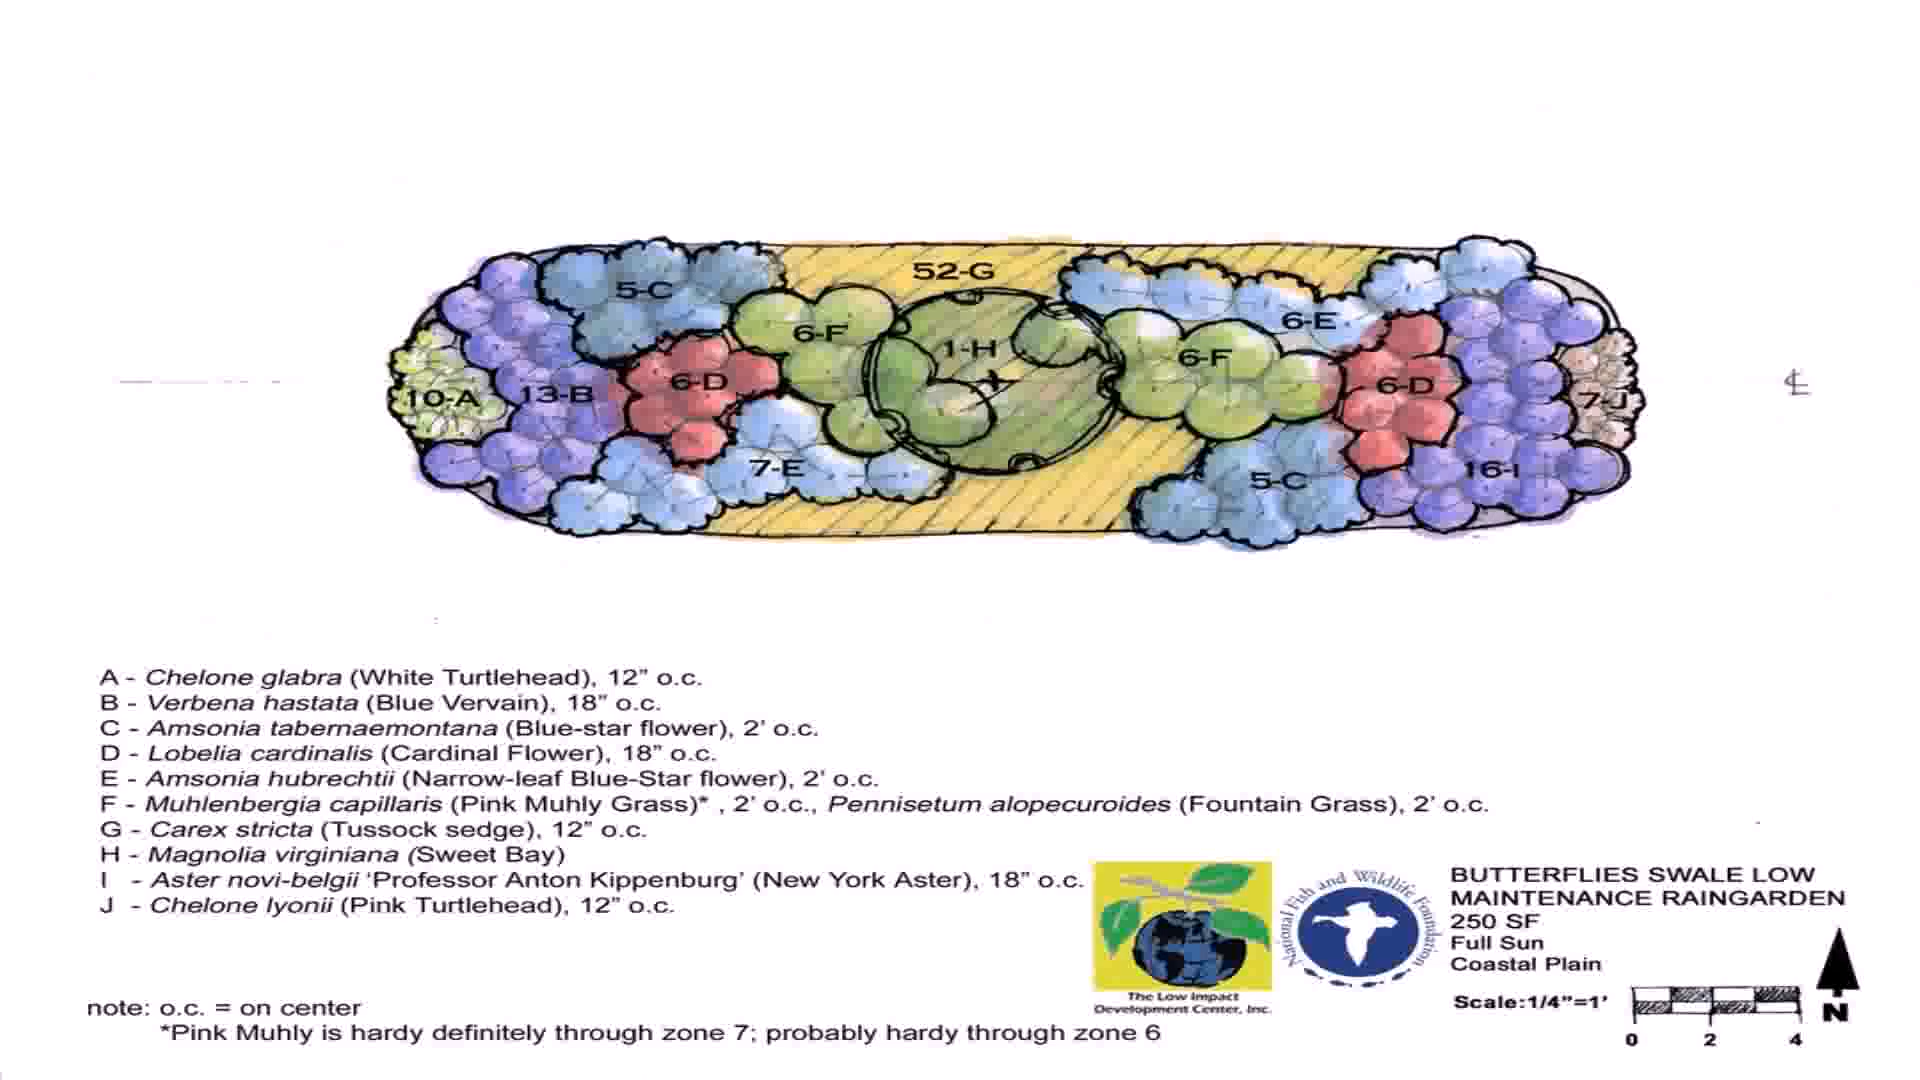 52-G
5-C
6-E
6-F
1-H
6-F
6-D
6-D
10-A
13-B
7-J
7-E
16-I
5-C
℄
A - Chelone glabra (White Turtlehead), 12” o.c.
B - Verbena hastata (Blue Vervain), 18” o.c.
C - Amsonia tabernaemontana (Blue-star flower), 2’ o.c.
D - Lobelia cardinalis (Cardinal Flower), 18” o.c.
E - Amsonia hubrechtii (Narrow-leaf Blue-Star flower), 2’ o.c.
F - Muhlenbergia capillaris (Pink Muhly Grass)* , 2’ o.c., Pennisetum alopecuroides (Fountain Grass), 2’ o.c.
G - Carex stricta (Tussock sedge), 12” o.c.
H - Magnolia virginiana (Sweet Bay)
I - Aster novi-belgii ‘Professor Anton Kippenburg’ (New York Aster), 18” o.c.
J - Chelone lyonii (Pink Turtlehead), 12” o.c.
note: o.c. = on center
*Pink Muhly is hardy definitely through zone 7; probably hardy through zone 6
The Low Impact
Development Center, Inc.
National Fish and Wildlife Foundation
BUTTERFLIES SWALE LOW
MAINTENANCE RAINGARDEN
250 SF
Full Sun
Coastal Plain
Scale:1/4”=1’
0 2 4
N